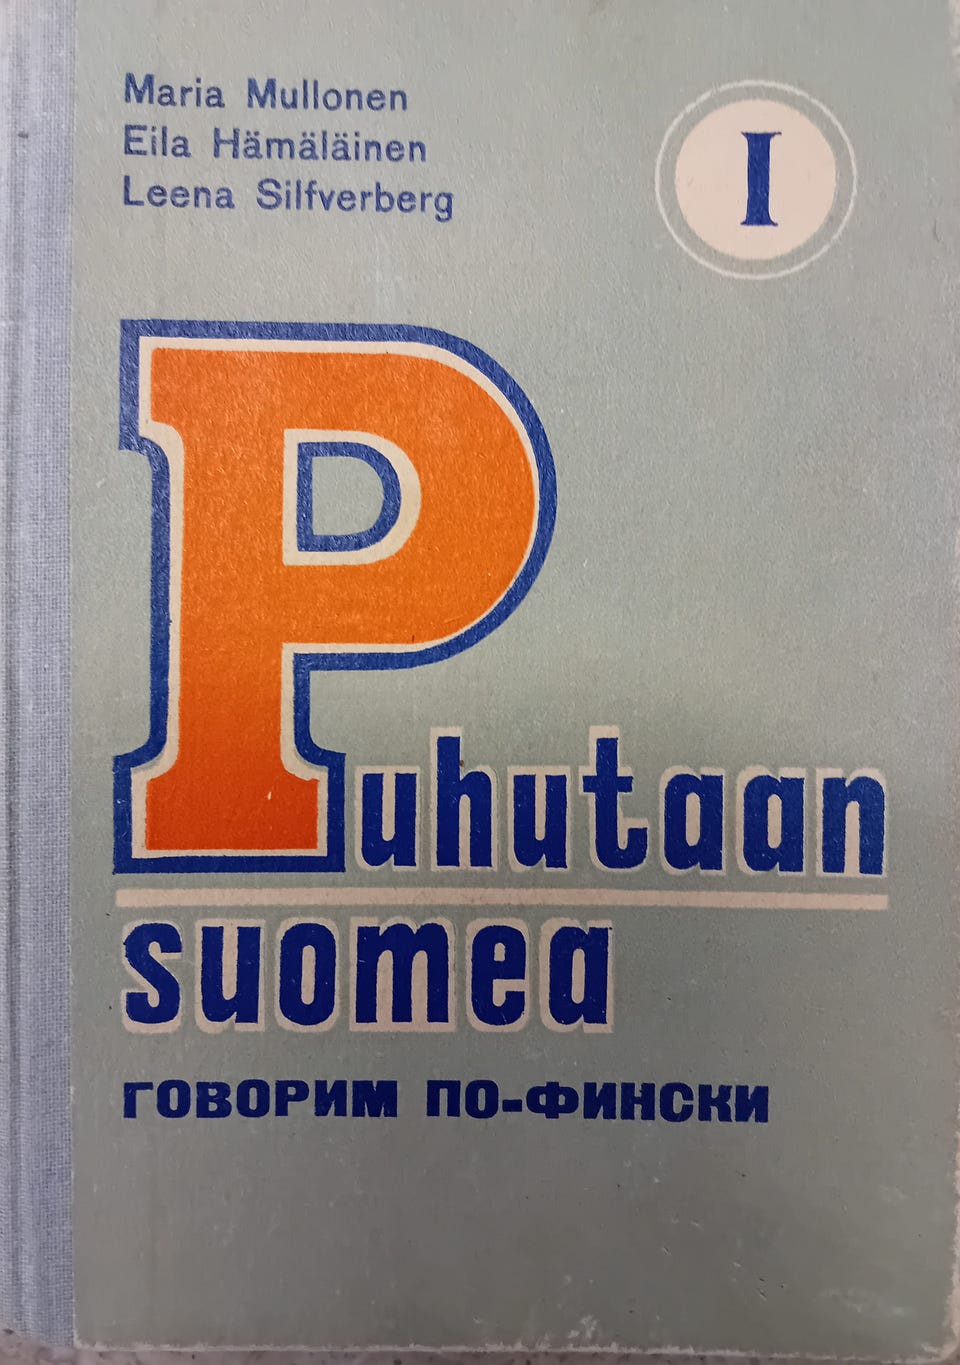 Maria Mullonen
Eila Hämäläinen
Leena Silfverberg
I
Puhutaan
suomea
ГОВОРИМ ПО-ФИНСКИ